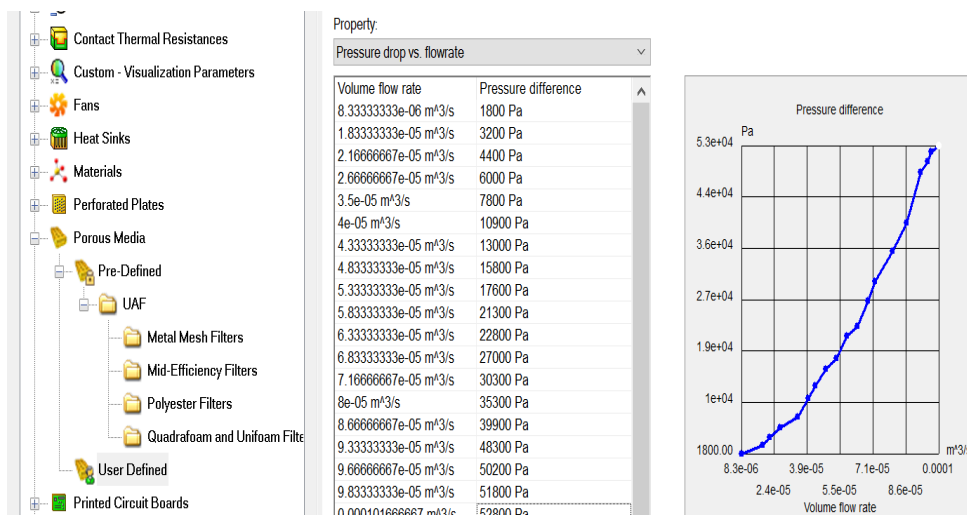 Contact Thermal Resistances
Custom - Visualization Parameters
Fans
Heat Sinks
Materials
Perforated Plates
Porous Media
Pre-Defined
UAF
Metal Mesh Filters
Mid-Efficiency Filters
Polyester Filters
Quadrafoam and Unifoam Filte
User Defined
Printed Circuit Boards
Property:
Pressure drop vs. flowrate
Volume flow rate Pressure difference
8.33333333e-06 m^3/s 1800 Pa
1.83333333e-05 m^3/s 3200 Pa
2.16666667e-05 m^3/s 4400 Pa
2.66666667e-05 m^3/s 6000 Pa
3.5e-05 m^3/s 7800 Pa
4e-05 m^3/s 10900 Pa
4.33333333e-05 m^3/s 13000 Pa
4.83333333e-05 m^3/s 15800 Pa
5.33333333e-05 m^3/s 17600 Pa
5.83333333e-05 m^3/s 21300 Pa
6.33333333e-05 m^3/s 22800 Pa
6.83333333e-05 m^3/s 27000 Pa
7.16666667e-05 m^3/s 30300 Pa
8e-05 m^3/s 35300 Pa
8.66666667e-05 m^3/s 39900 Pa
9.33333333e-05 m^3/s 48300 Pa
9.66666667e-05 m^3/s 50200 Pa
9.83333333e-05 m^3/s 51800 Pa
0.000101666667 m^3/s 52800 Pa
Pressure difference
Pa
5.3e+04
4.4e+04
3.6e+04
2.7e+04
1.9e+04
1e+04
1800.00
m^3/s
8.3e-06 3.9e-05 7.1e-05 0.0001
2.4e-05 5.5e-05 8.6e-05
Volume flow rate